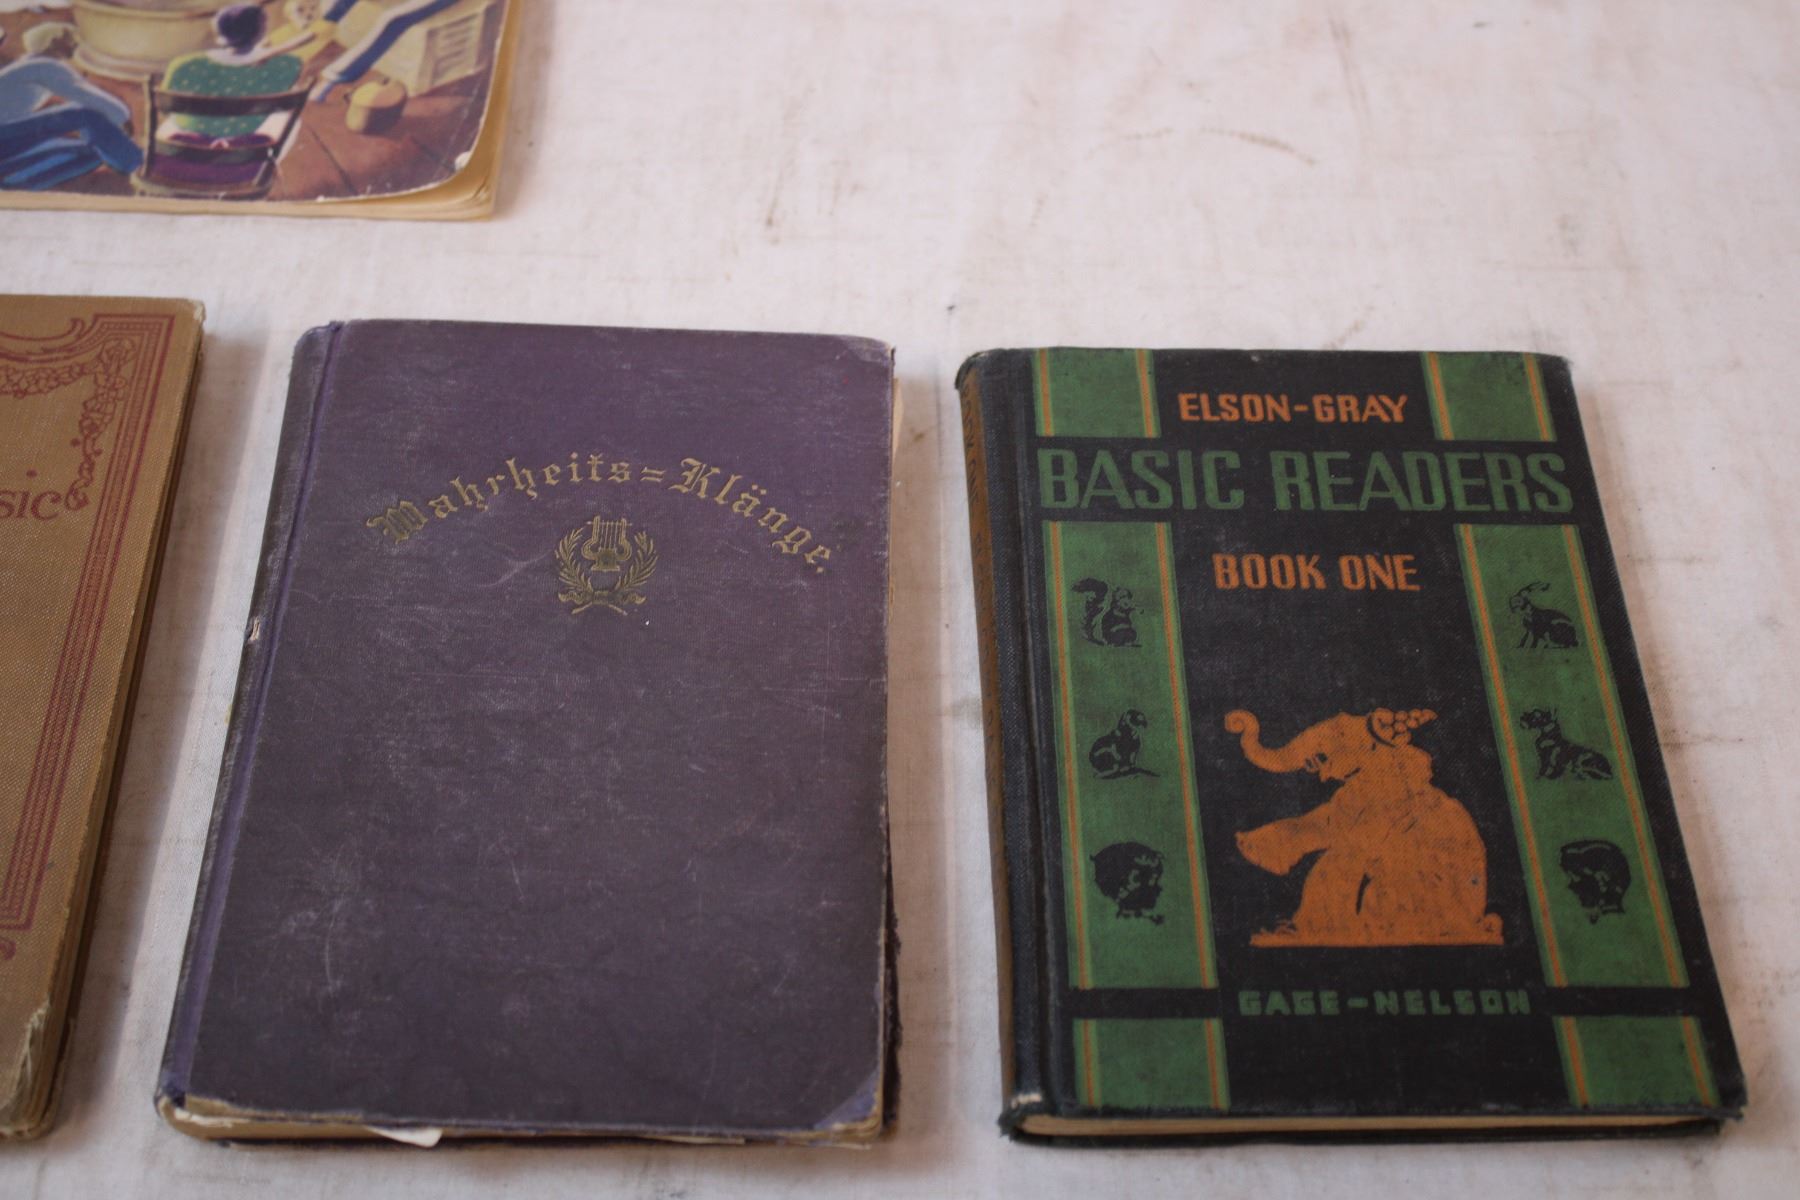 sic
Wahrheits=Klänge.
ELSON-GRAY
BASIC READERS
BOOK ONE
GAGE-NELSON